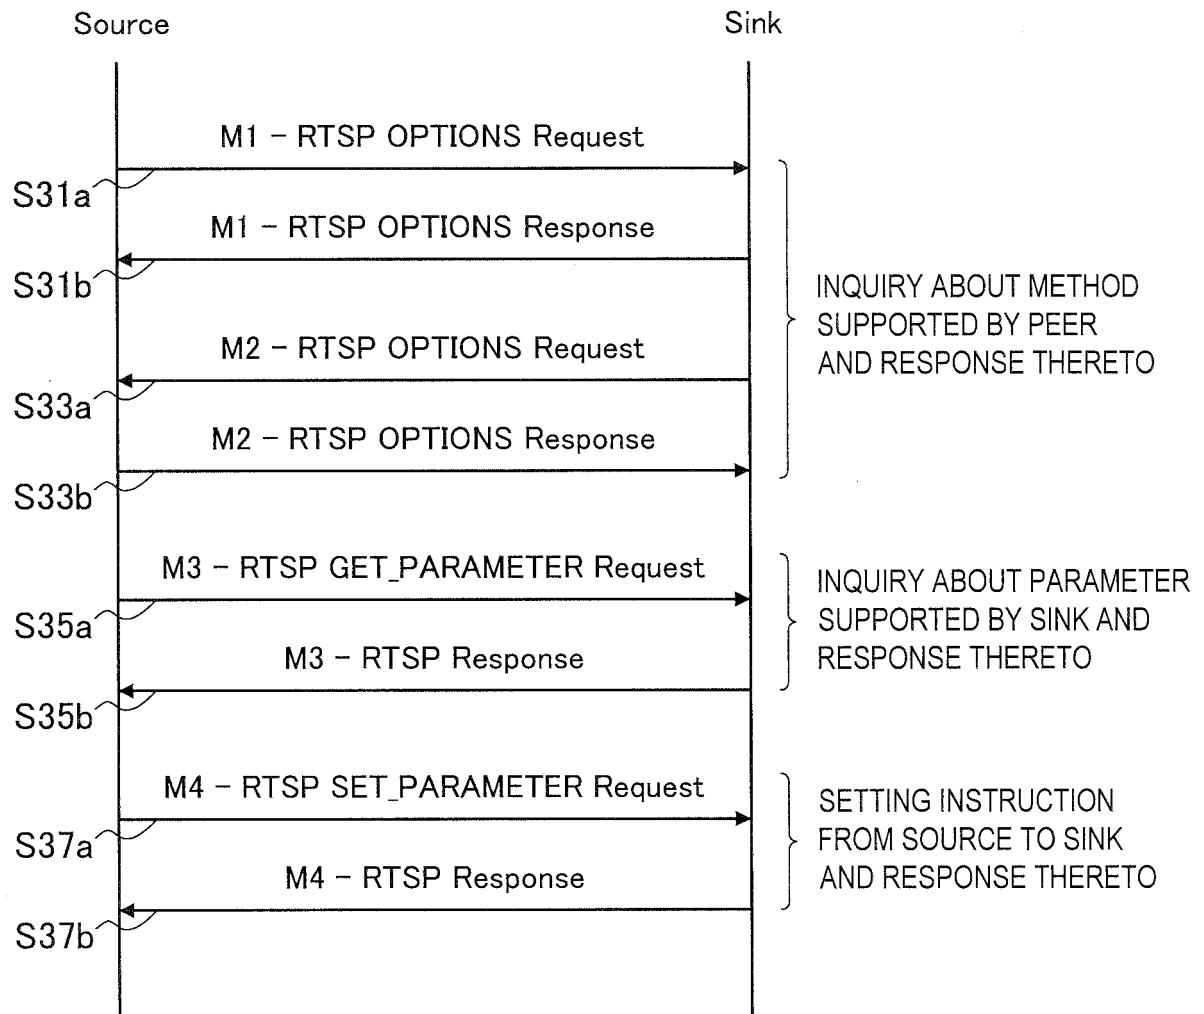 Source
Sink
M1 - RTSP OPTIONS Request
S31a
M1 - RTSP OPTIONS Response
S31b
INQUIRY ABOUT METHOD
SUPPORTED BY PEER
AND RESPONSE THERETO
M2 - RTSP OPTIONS Request
S33a
M2 - RTSP OPTIONS Response
S33b
M3 - RTSP GET_PARAMETER Request
S35a
INQUIRY ABOUT PARAMETER
SUPPORTED BY SINK AND
RESPONSE THERETO
M3 - RTSP Response
S35b
M4 - RTSP SET_PARAMETER Request
S37a
SETTING INSTRUCTION
FROM SOURCE TO SINK
AND RESPONSE THERETO
M4 - RTSP Response
S37b